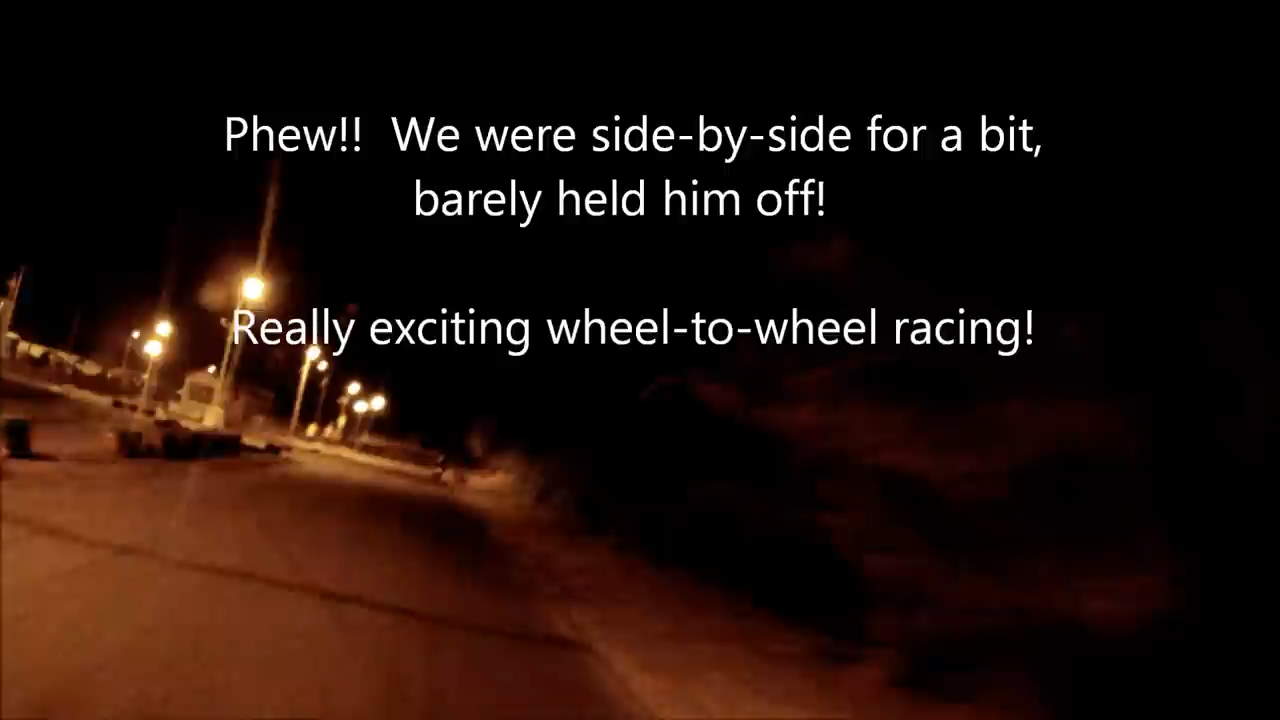 Phew!!  We were side-by-side for a bit,
barely held him off!
Really exciting wheel-to-wheel racing!